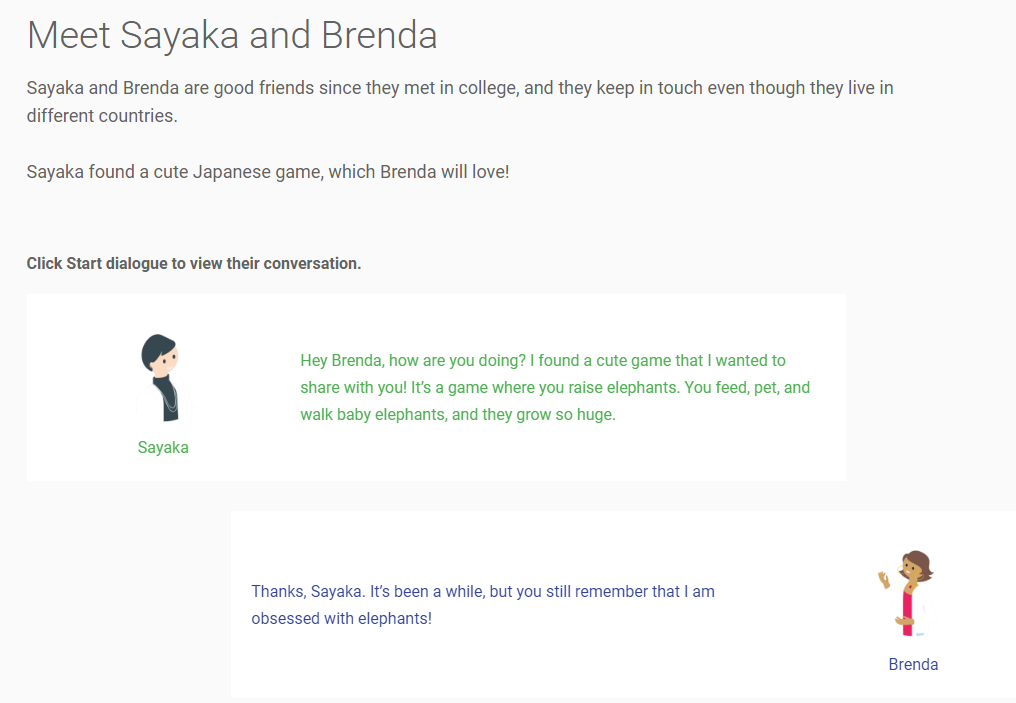 Meet Sayaka and Brenda
Sayaka and Brenda are good friends since they met in college, and they keep in touch even though they live in
different countries.
Sayaka found a cute Japanese game, which Brenda will love!
Click Start dialogue to view their conversation.
Hey Brenda, how are you doing? I found a cute game that I wanted to
share with you! It’s a game where you raise elephants. You feed, pet, and
walk baby elephants, and they grow so huge.
Sayaka
Thanks, Sayaka. It’s been a while, but you still remember that I am
obsessed with elephants!
Brenda